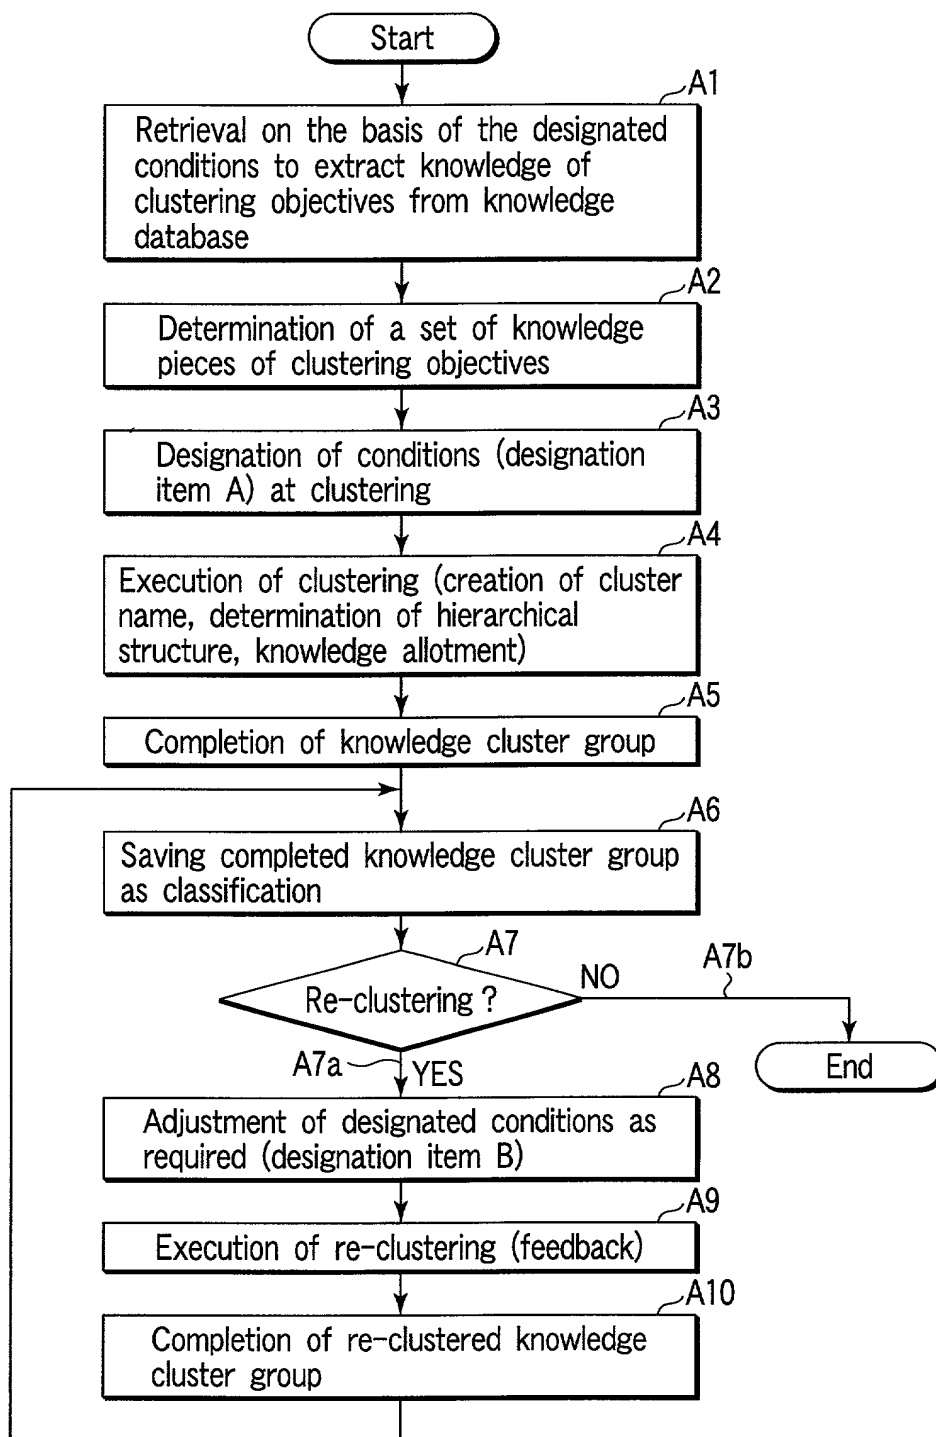 Start
A1
Retrieval on the basis of the designated
conditions to extract knowledge of
clustering objectives from knowledge
database
A2
Determination of a set of knowledge
pieces of clustering objectives
A3
Designation of conditions (designation
item A) at clustering
A4
Execution of clustering (creation of cluster
name, determination of hierarchical
structure, knowledge allotment)
A5
Completion of knowledge cluster group
A6
Saving completed knowledge cluster group
as classification
A7
Re-clustering ?
NO
A7b
End
A7a
YES
A8
Adjustment of designated conditions as
required (designation item B)
A9
Execution of re-clustering (feedback)
A10
Completion of re-clustered knowledge
cluster group